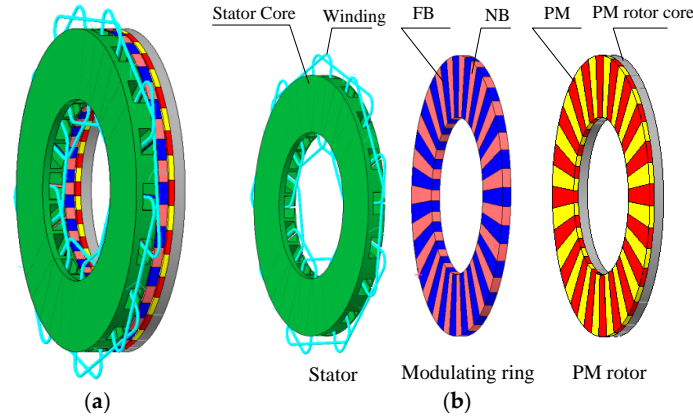 Stator Core Winding FB NB PM PM rotor core
Stator Modulating ring PM rotor
(a) (b)